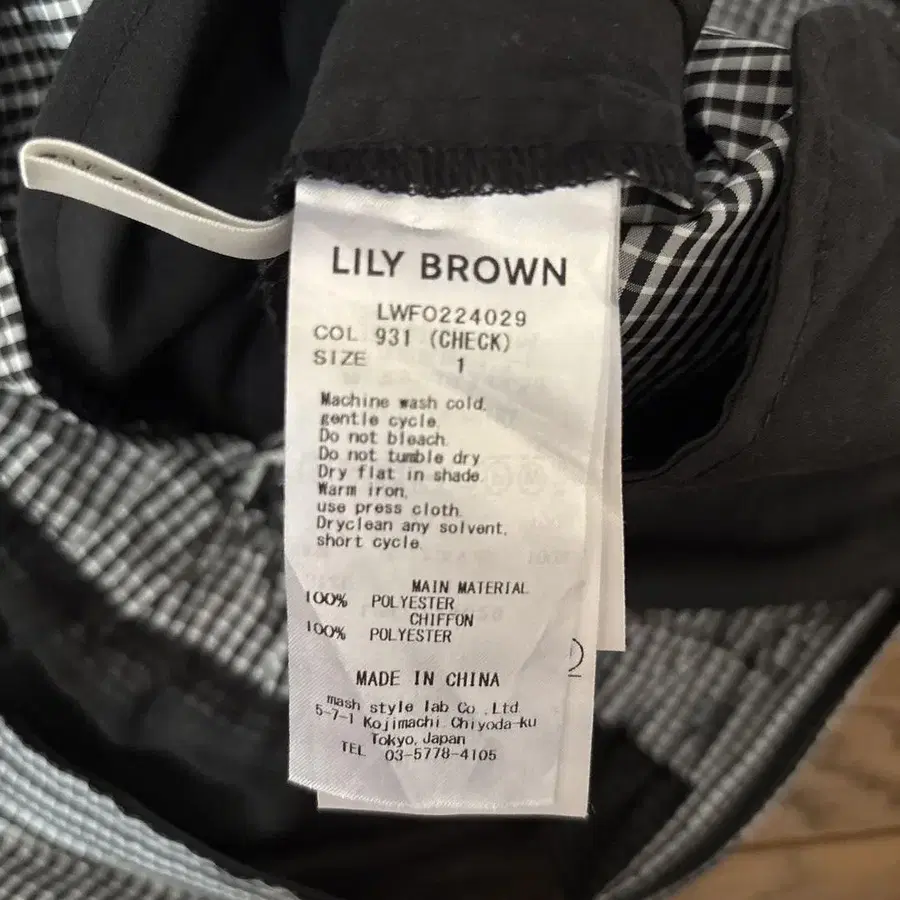 LILY BROWN
LWFO224029
COL 931 (CHECK)
SIZE 1
Machine wash cold,
gentle cycle.
Do not bleach.
Do not tumble dry
Dry flat in shade.
Warm iron,
use press cloth.
Dryclean any solvent,
short cycle.
MAIN MATERIAL
100% POLYESTER
CHIFFON
100% POLYESTER
MADE IN CHINA
mash style lab Co.,Ltd.
5-7-1 Kojimachi Chiyoda-ku
Tokyo, Japan
TEL 03-5778-4105